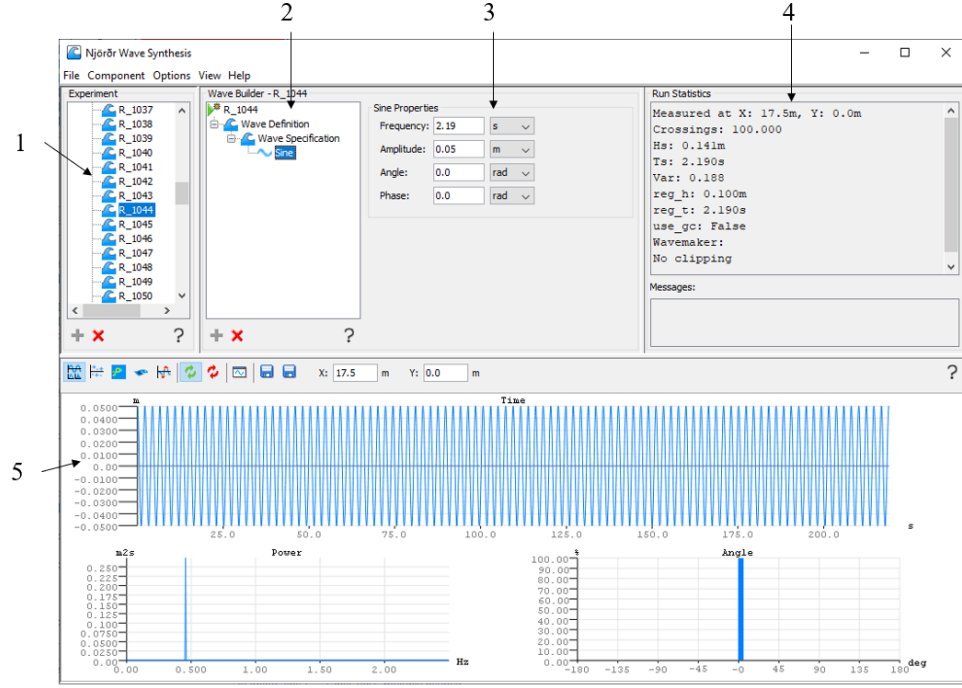 2
3
4
Njörðr Wave Synthesis
File Component Options View Help
Experiment
Wave Builder - R_1044
Run Statistics
1
R_1037
R_1038
R_1039
R_1040
R_1041
R_1042
R_1043
R_1044
R_1045
R_1046
R_1047
R_1048
R_1049
R_1050
?
R_1044
Wave Definition
Wave Specification
Sine
?
Sine Properties
Frequency: 2.19 s
Amplitude: 0.05 m
Angle: 0.0 rad
Phase: 0.0 rad
Measured at X: 17.5m, Y: 0.0m
Crossings: 100.000
Hs: 0.141m
Ts: 2.190s
Var: 0.188
reg_h: 0.100m
reg_t: 2.190s
use_gc: False
Wavemaker:
No clipping
Messages:
X: 17.5 m Y: 0.0 m ?
5
m Time
0.0500
0.0400
0.0300
0.0200
0.0100
0.00
-0.0100
-0.0200
-0.0300
-0.0400
-0.0500
25.0 50.0 75.0 100.0 125.0 150.0 175.0 200.0 s
m2s Power
0.250
0.225
0.200
0.175
0.150
0.125
0.100
0.0750
0.0500
0.0250
0.00
0.00 0.500 1.00 1.50 2.00 Hz
% Angle
100.00
90.00
80.00
70.00
60.00
50.00
40.00
30.00
20.00
10.00
0.00
-180 -135 -90 -45 -0 45 90 135 180 deg